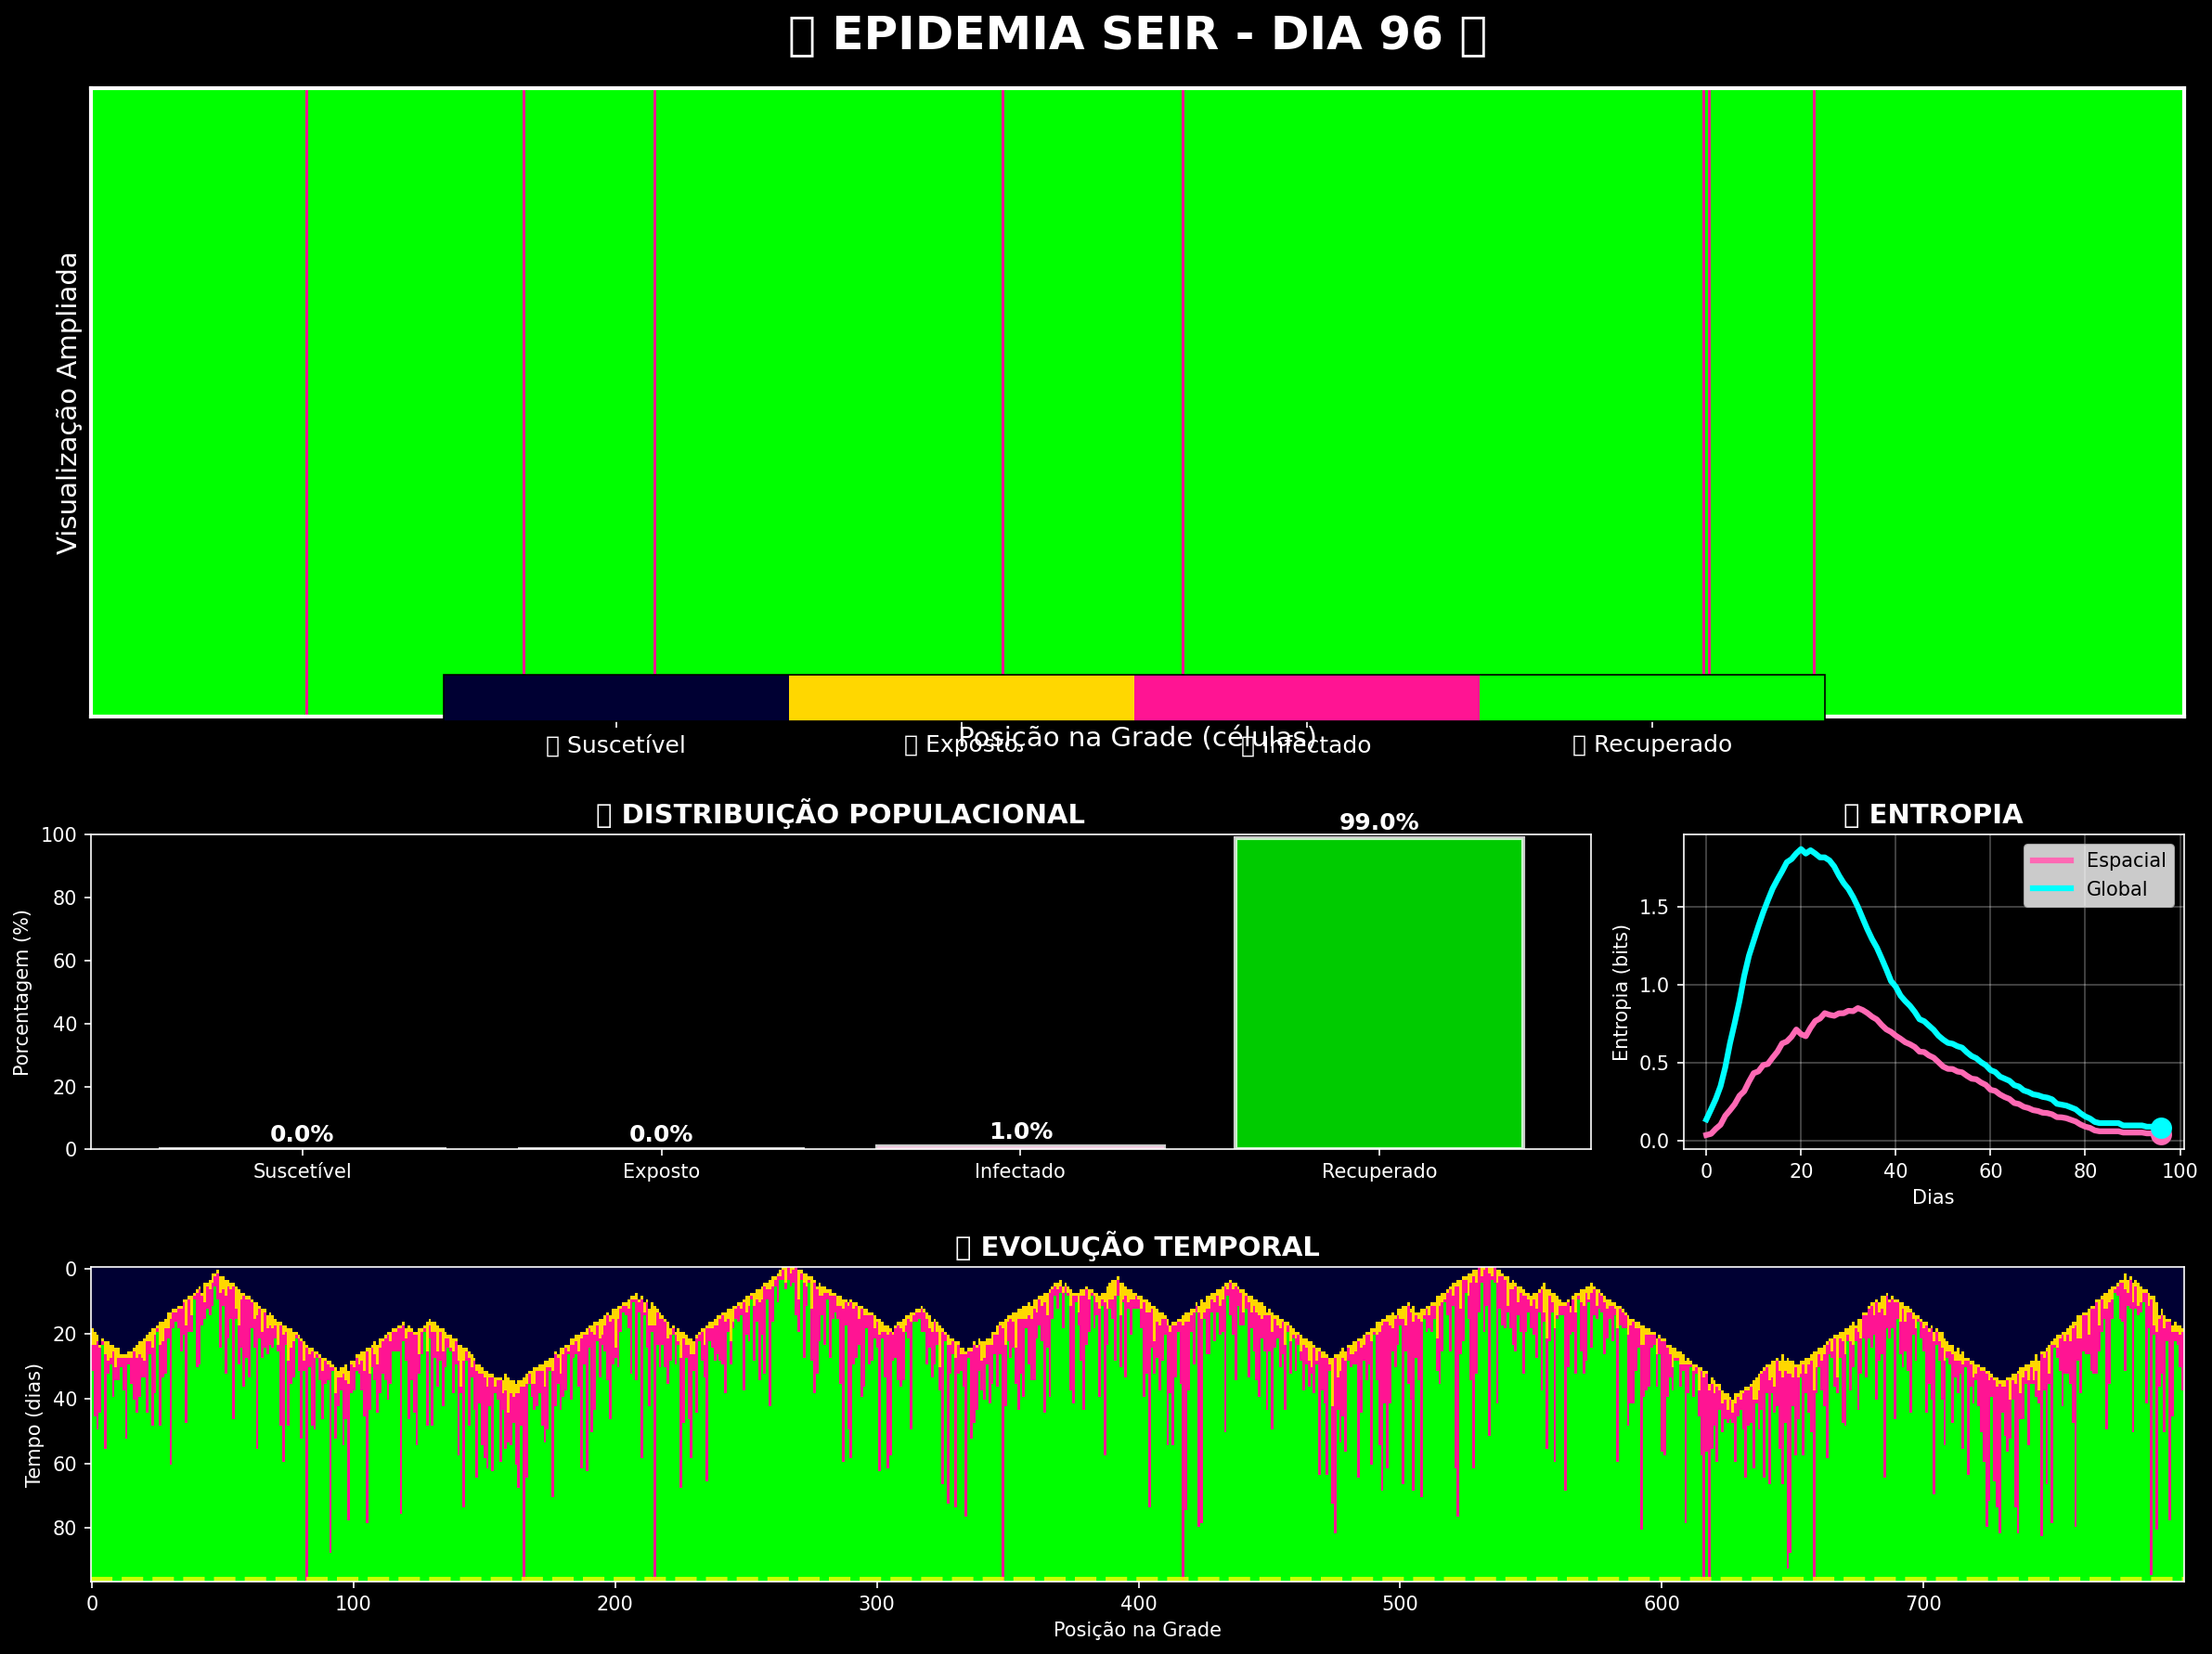 EPIDEMIA SEIR - DIA 96
Visualização Ampliada
Posição na Grade (células)
Suscetível
Exposto
Infectado
Recuperado
DISTRIBUIÇÃO POPULACIONAL
Porcentagem (%)
100
80
60
40
20
0
0.0%
0.0%
1.0%
99.0%
Suscetível
Exposto
Infectado
Recuperado
ENTROPIA
Entropia (bits)
1.5
1.0
0.5
0.0
Espacial
Global
0 20 40 60 80 100
Dias
EVOLUÇÃO TEMPORAL
Tempo (dias)
0
20
40
60
80
0 100 200 300 400 500 600 700
Posição na Grade